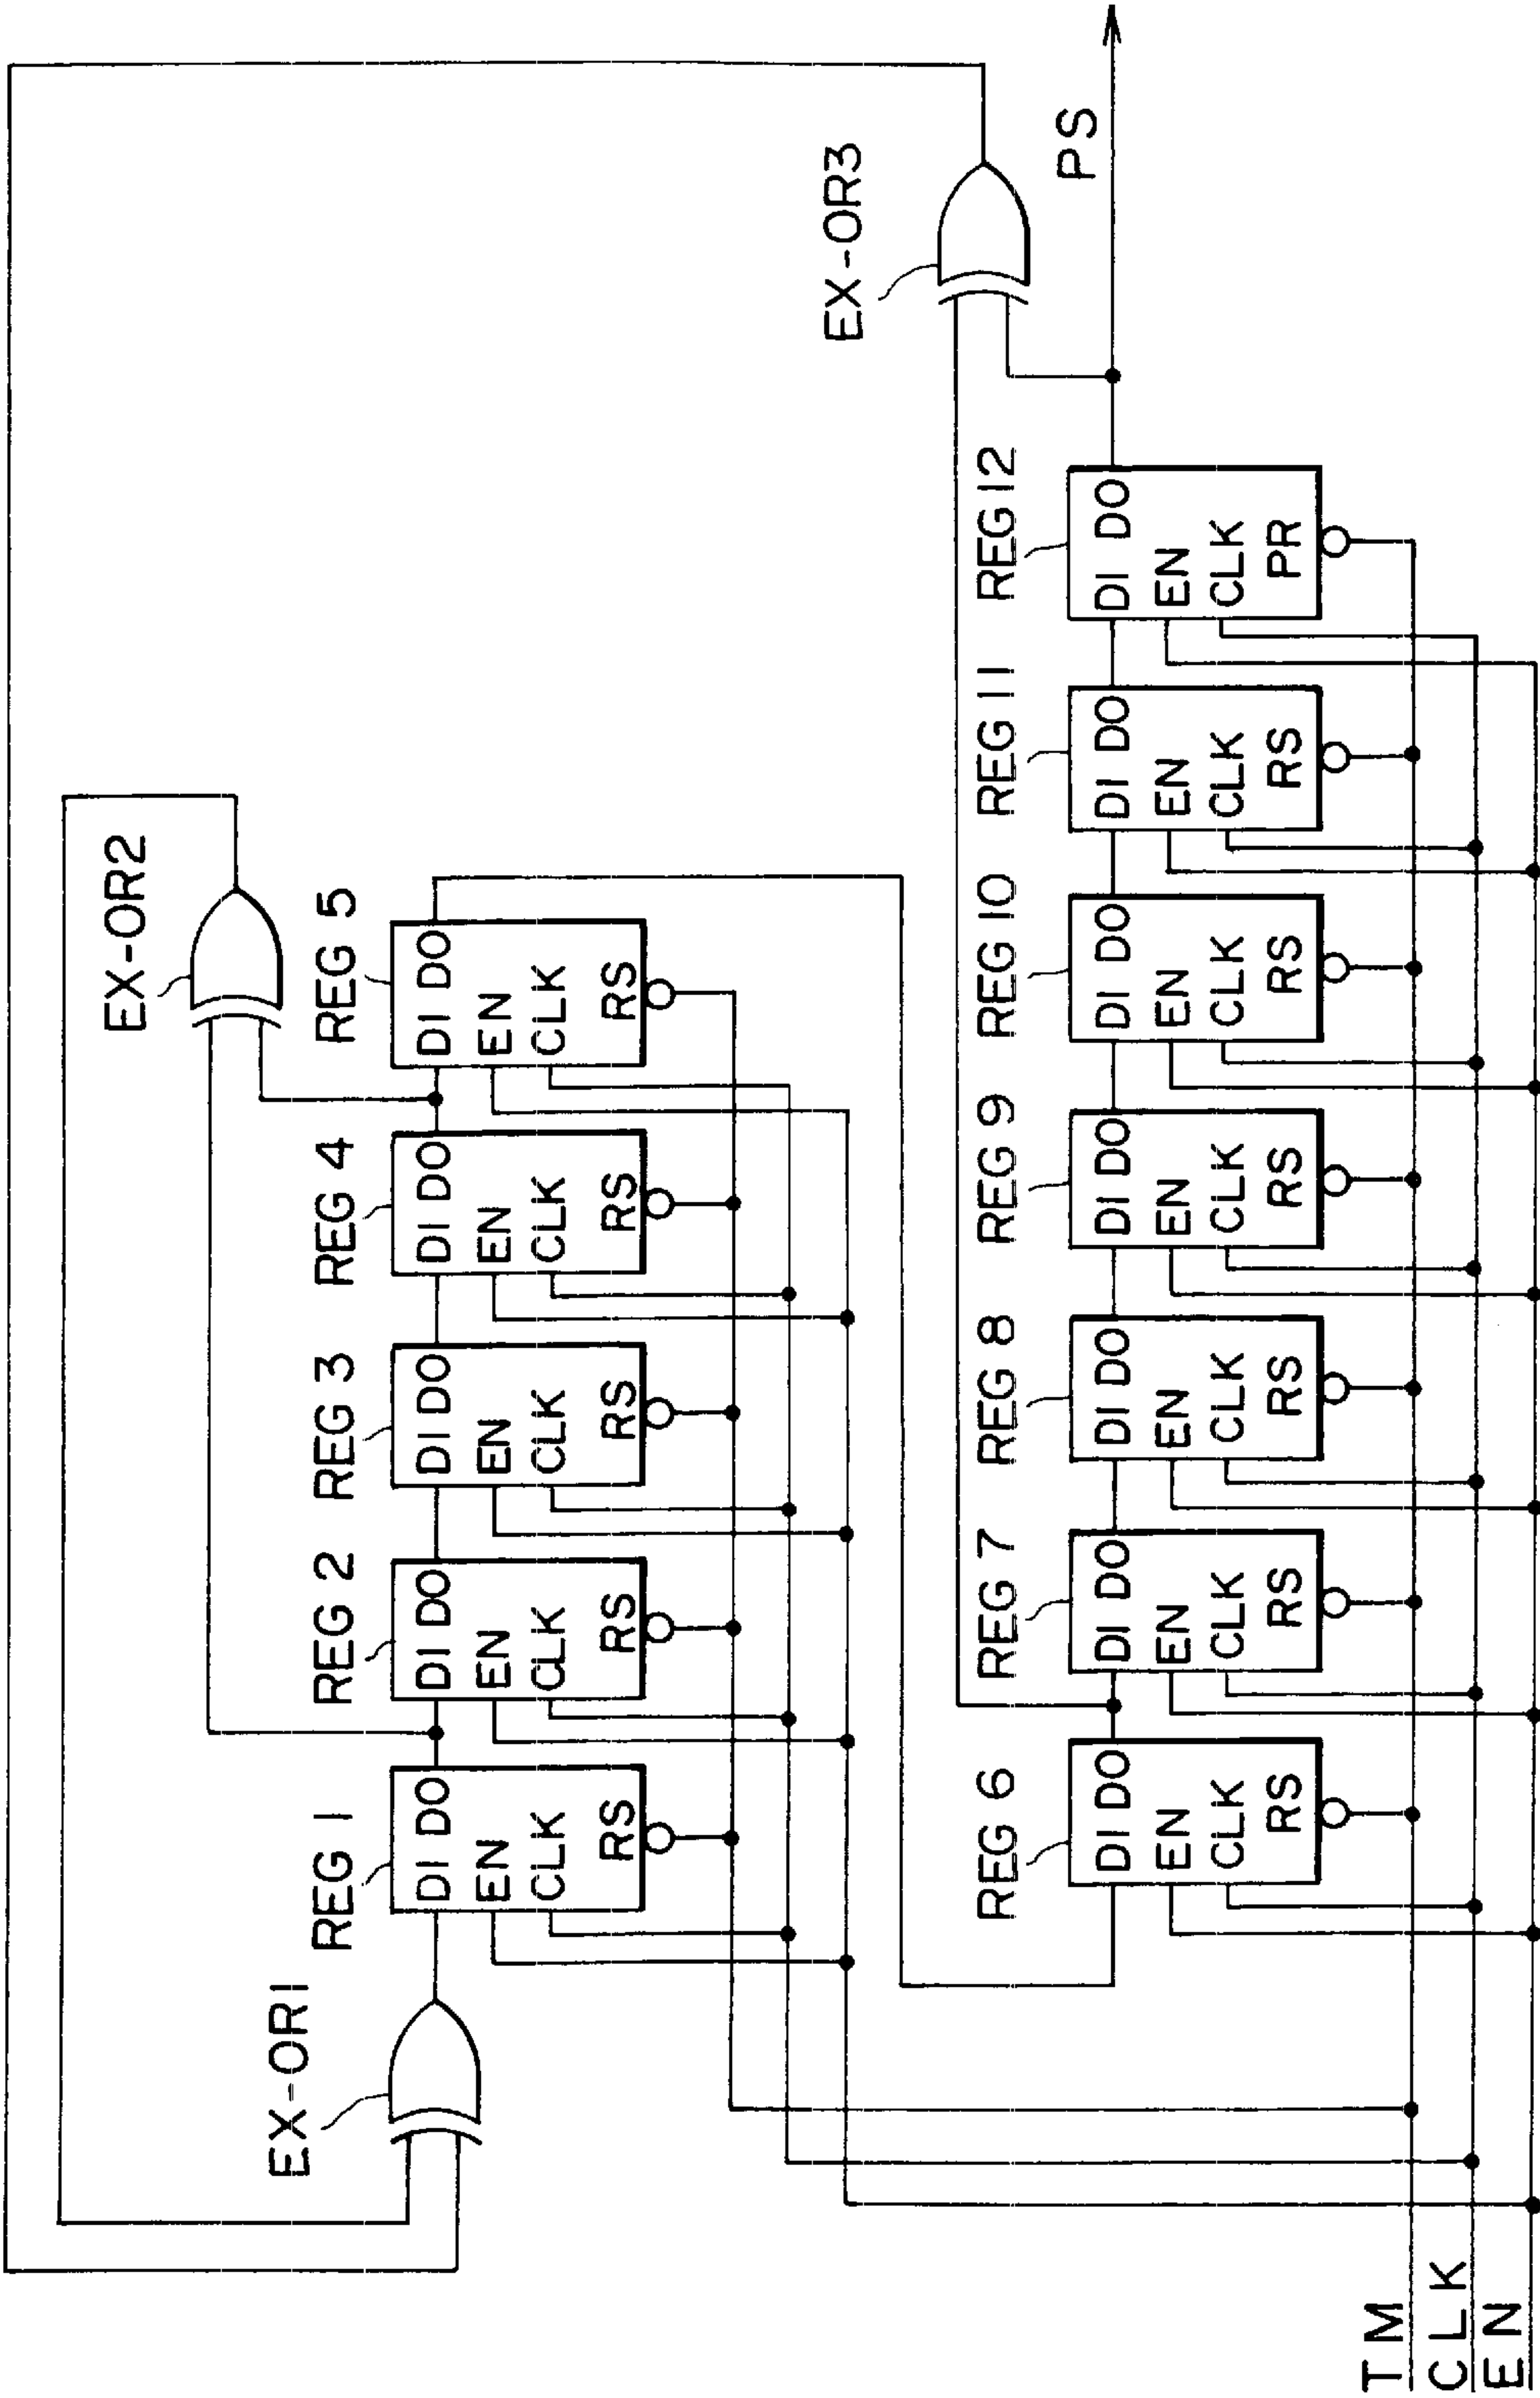 EX-OR1
EX-OR2
EX-OR3
REG 1
DI DO
EN
CLK
RS
REG 2
DI DO
EN
CLK
RS
REG 3
DI DO
EN
CLK
RS
REG 4
DI DO
EN
CLK
RS
REG 5
DI DO
EN
CLK
RS
REG 6
DI DO
EN
CLK
RS
REG 7
DI DO
EN
CLK
RS
REG 8
DI DO
EN
CLK
RS
REG 9
DI DO
EN
CLK
RS
REG 10
DI DO
EN
CLK
RS
REG 11
DI DO
EN
CLK
RS
REG 12
DI DO
EN
CLK
PR
PS
TM
CLK
EN